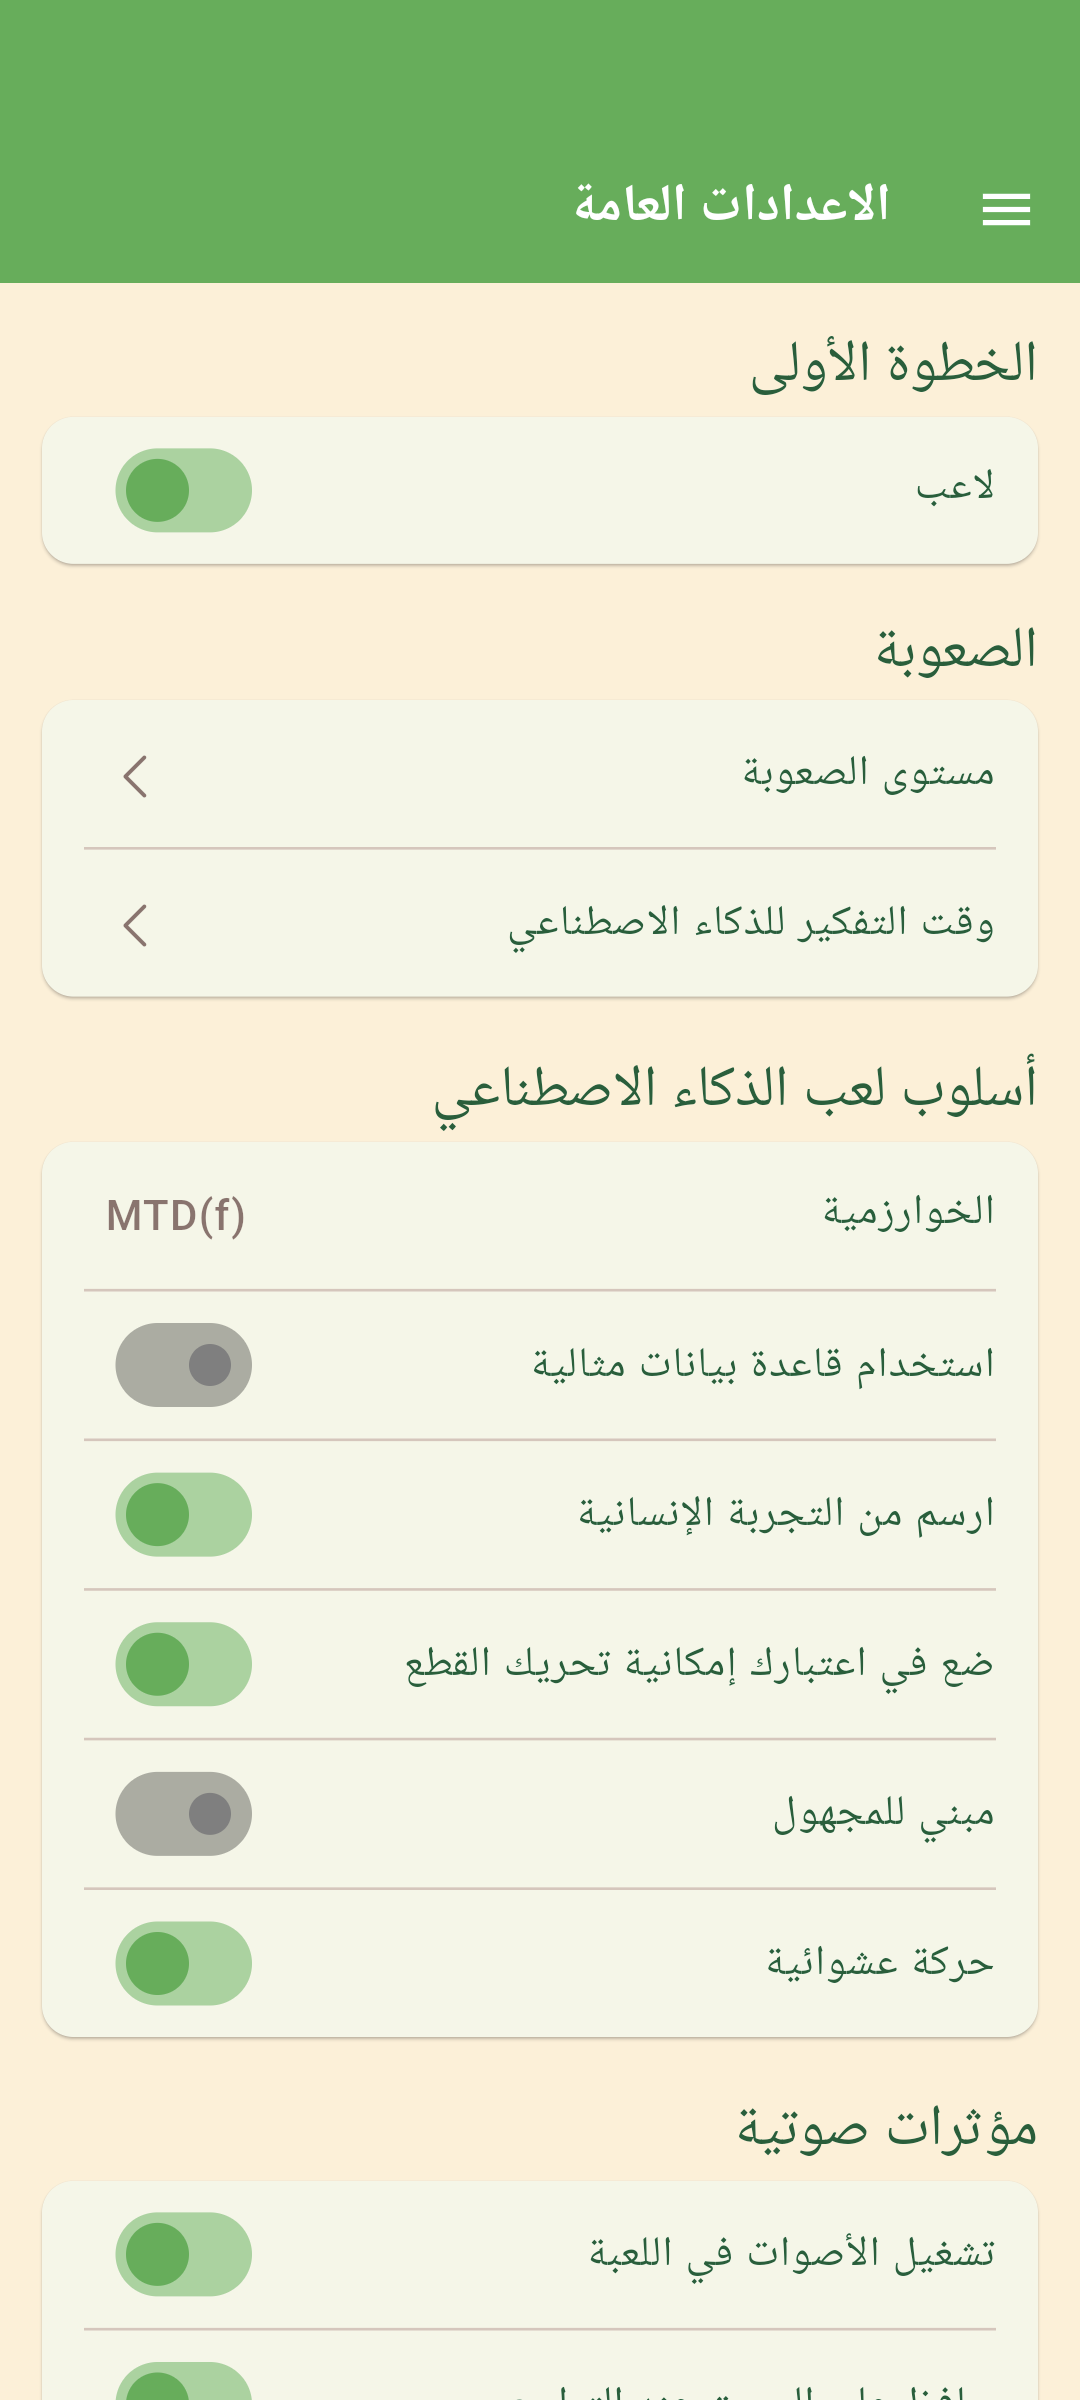 الاعدادات العامة
الخطوة الأولى
لاعب
الصعوبة
مستوى الصعوبة
وقت التفكير للذكاء الاصطناعي
أسلوب لعب الذكاء الاصطناعي
الخوارزمية MTD(f)
استخدام قاعدة بيانات مثالية
ارسم من التجربة الإنسانية
ضع في اعتبارك إمكانية تحريك القطع
مبني للمجهول
حركة عشوائية
مؤثرات صوتية
تشغيل الأصوات في اللعبة